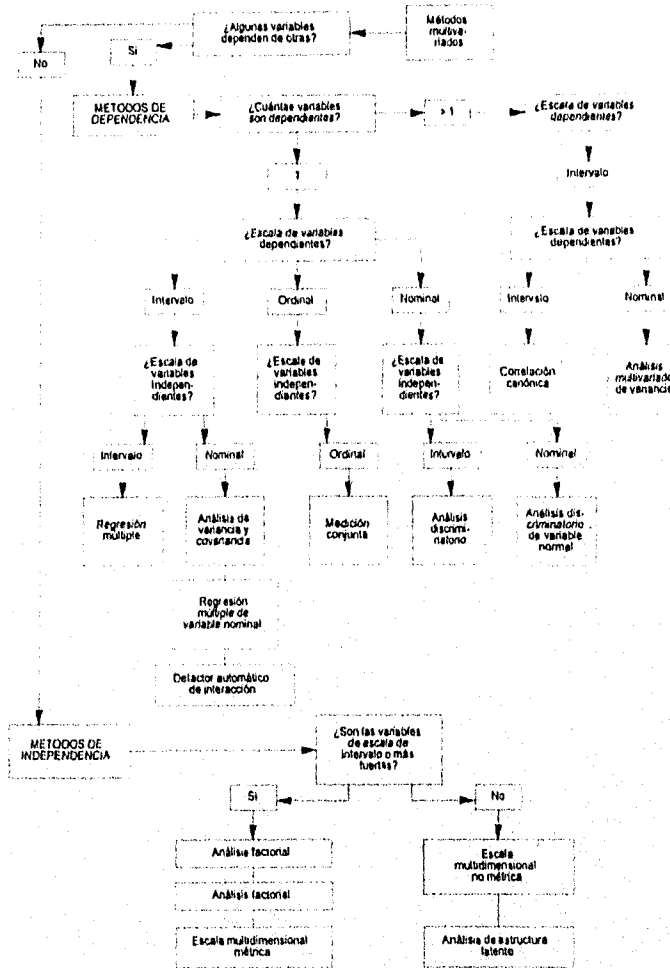 ¿Algunas variables
dependen de otras?
Métodos
multiva-
riados
No
Si
METODOS DE
DEPENDENCIA
¿Cuántas variables
son dependientes?
> 1
¿Escala de variables
dependientes?
1
Intervalo
¿Escala de variables
dependientes?
¿Escala de variables
dependientes?
Intervalo
Ordinal
Nominal
Intervalo
Nominal
¿Escala de
variables
independientes?
¿Escala de
variables
indepen-
dientes?
¿Escala de
variables
indepen-
dientes?
Correlación
canónica
Análisis
multivariado
de variancia
Intervalo
Nominal
Ordinal
Intervalo
Nominal
Regresión
múltiple
Análisis de
variancia y
covariancia
Medición
conjunta
Análisis
discrimi-
natorio
Análisis dis-
criminatorio
de variable
normal
Regresión
múltiple de
variable nominal
Detector automático
de interacción
METODOS DE
INDEPENDENCIA
¿Son las variables
de escala de
intervalo o más
fuertes?
Si
No
Análisis factorial
Escala
multidimensional
no métrica
Análisis factorial
Escala multidimensional
métrica
Análisis de estructura
latente